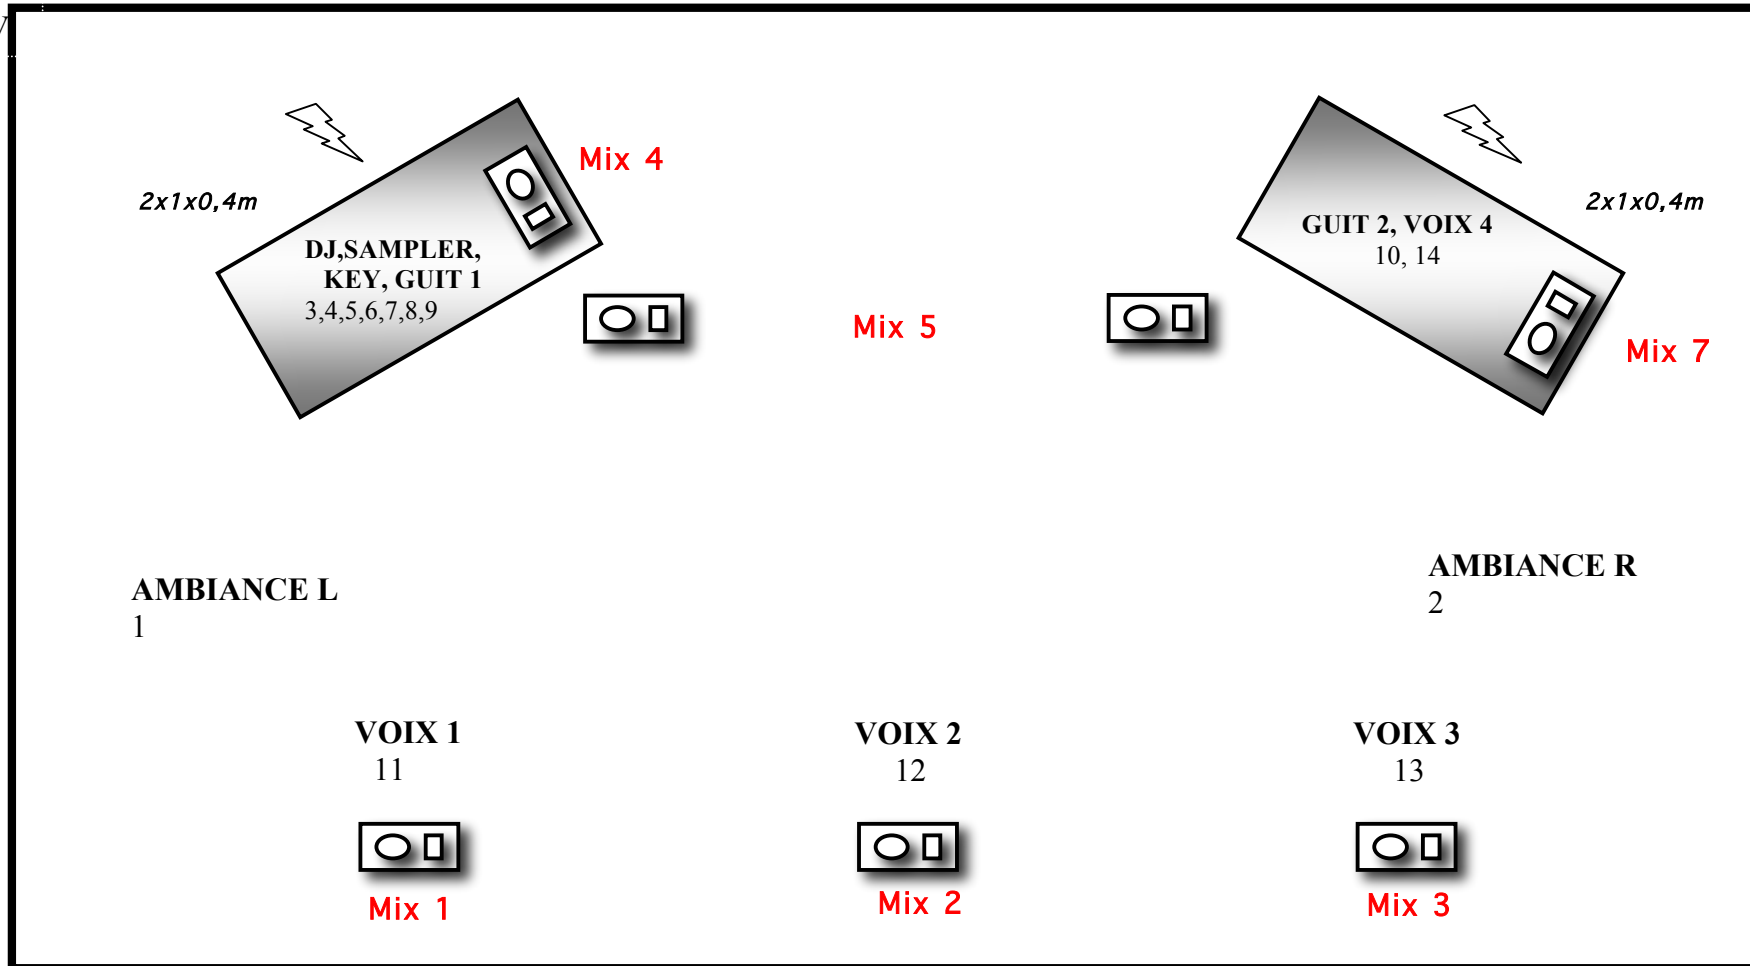 Mix 4
2x1x0,4m
DJ,SAMPLER,
KEY, GUIT 1
3,4,5,6,7,8,9
2x1x0,4m
GUIT 2, VOIX 4
10, 14
Mix 5
Mix 7
AMBIANCE L
1
AMBIANCE R
2
VOIX 1
11
VOIX 2
12
VOIX 3
13
Mix 1
Mix 2
Mix 3